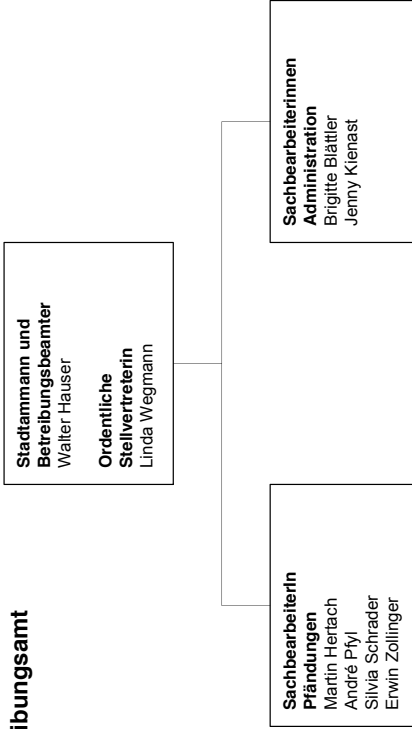 ibungsamt
Stadtammann und
Betreibungsbeamter
Walter Hauser
Ordentliche
Stellvertreterin
Linda Wegmann
SachbearbeiterIn
Pfändungen
Martin Hertach
André Pfyl
Silvia Schrader
Erwin Zollinger
Sachbearbeiterinnen
Administration
Brigitte Blättler
Jenny Kienast